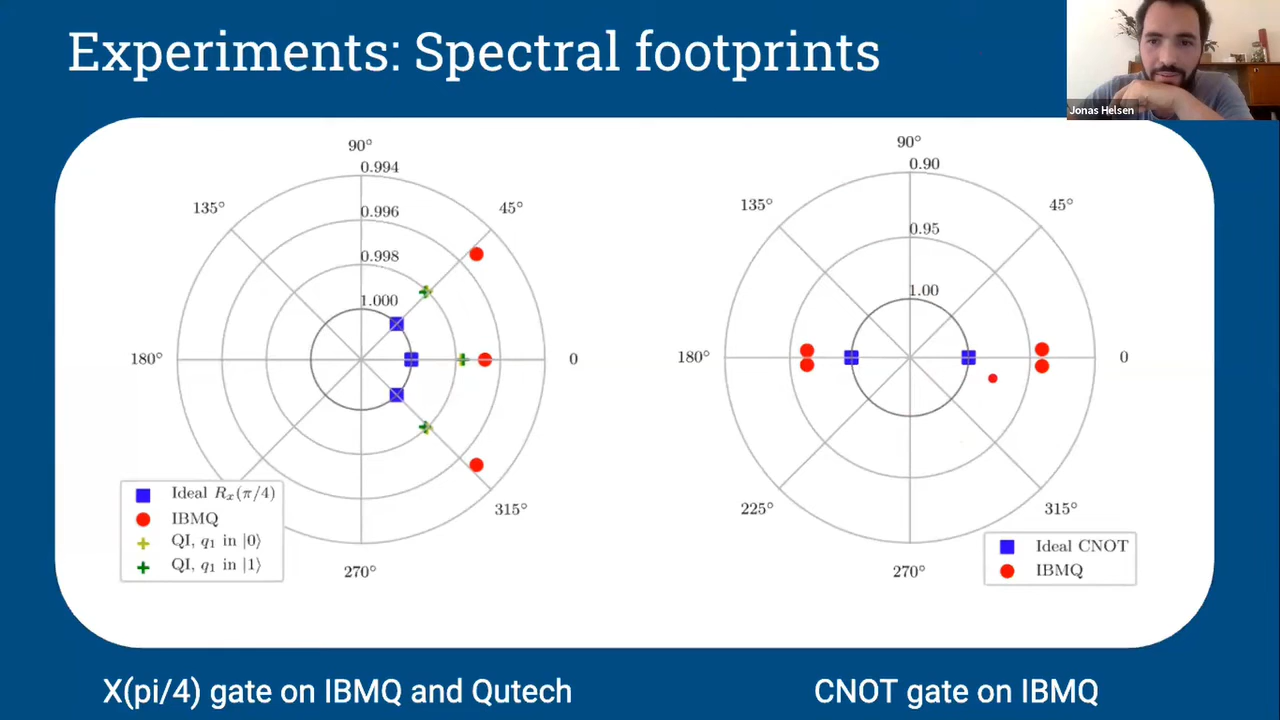 Experiments: Spectral footprints
Jonas Helsen
90°
0.994
135°
0.996
45°
0.998
1.000
180°
0
315°
270°
Ideal $R_x(\pi/4)$
IBMQ
QI, $q_1$ in $|0\rangle$
QI, $q_1$ in $|1\rangle$
90°
0.90
135°
45°
0.95
1.00
180°
0
225°
315°
270°
Ideal CNOT
IBMQ
X(pi/4) gate on IBMQ and Qutech
CNOT gate on IBMQ